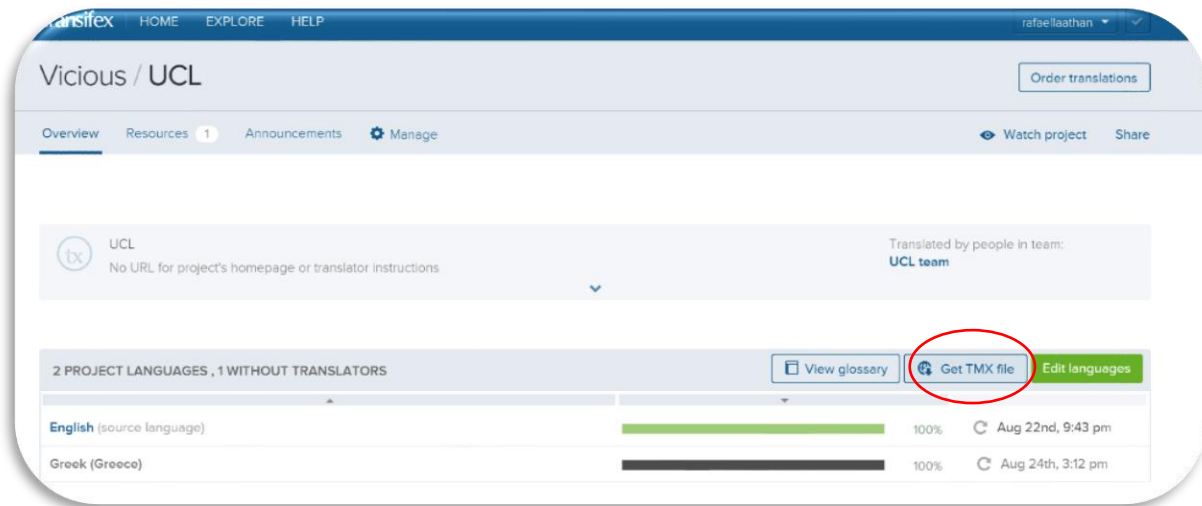 transifex HOME EXPLORE HELP rafaellaathan
Vicious / UCL Order translations
Overview Resources 1 Announcements Manage Watch project Share
tx UCL Translated by people in team:
No URL for project's homepage or translator instructions UCL team
2 PROJECT LANGUAGES , 1 WITHOUT TRANSLATORS View glossary Get TMX file Edit languages
English (source language) 100% Aug 22nd, 9:43 pm
Greek (Greece) 100% Aug 24th, 3:12 pm